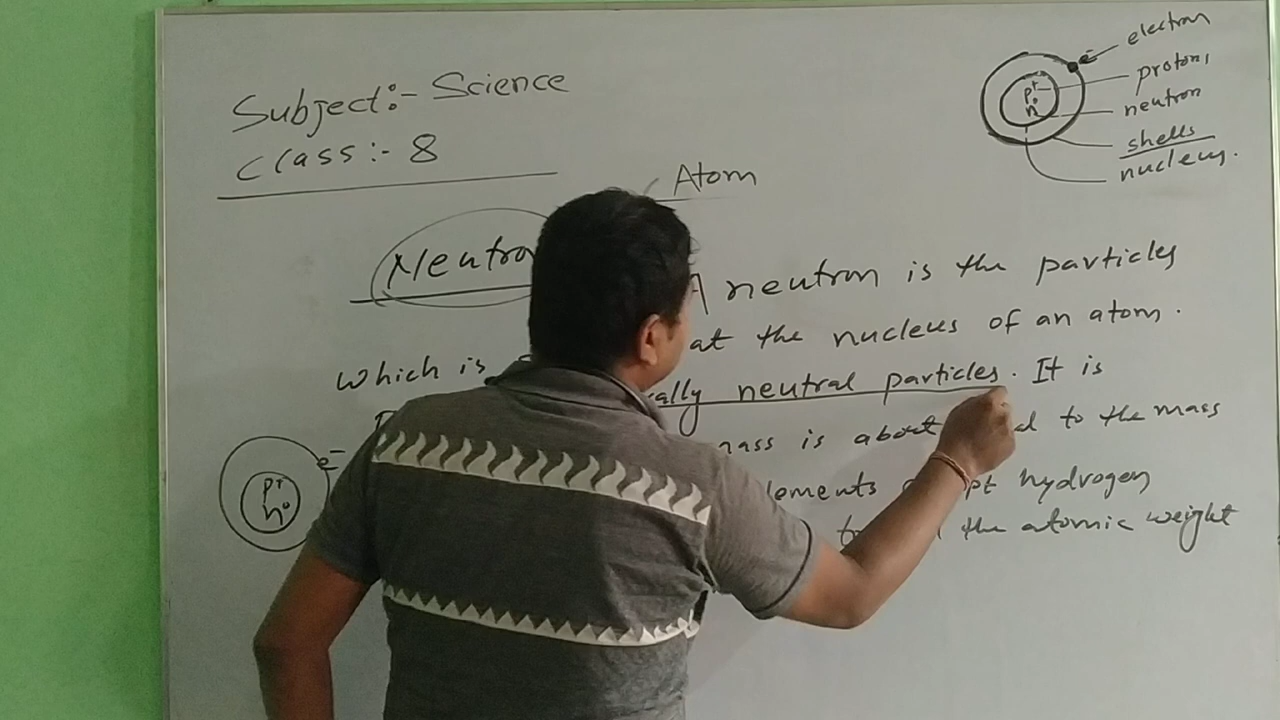 Subject:- Science
Class:- 8
Atom
Neutro
A neutron is the particles
which is at the nucleus of an atom.
ally neutral particles. It is
mass is about d to the mass
lements pt hydrogen
the atomic weight
e-
p+
n°
e- electron
protons
neutron
shells
nucleus.
p+
n°